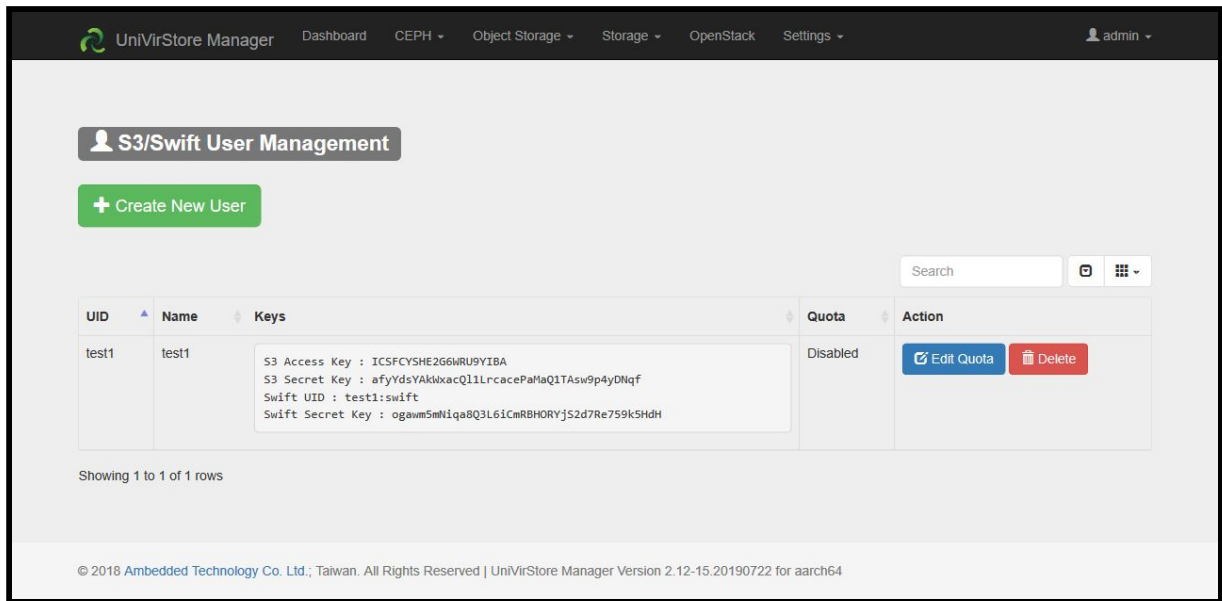 UniVirStore Manager Dashboard CEPH Object Storage Storage OpenStack Settings admin
S3/Swift User Management
Create New User
Search
UID Name Keys Quota Action
test1 test1 Disabled Edit Quota Delete
S3 Access Key : ICSFCYSHE2G6WRU9YIBA
S3 Secret Key : afyYdsYAkWxacQl1LrcacePaMaQ1TAsw9p4yDNqf
Swift UID : test1:swift
Swift Secret Key : ogawm5mNiqa8Q3L6iCmRBHORYjS2d7Re759k5HdH
Showing 1 to 1 of 1 rows
© 2018 Ambedded Technology Co. Ltd.; Taiwan. All Rights Reserved | UniVirStore Manager Version 2.12-15.20190722 for aarch64